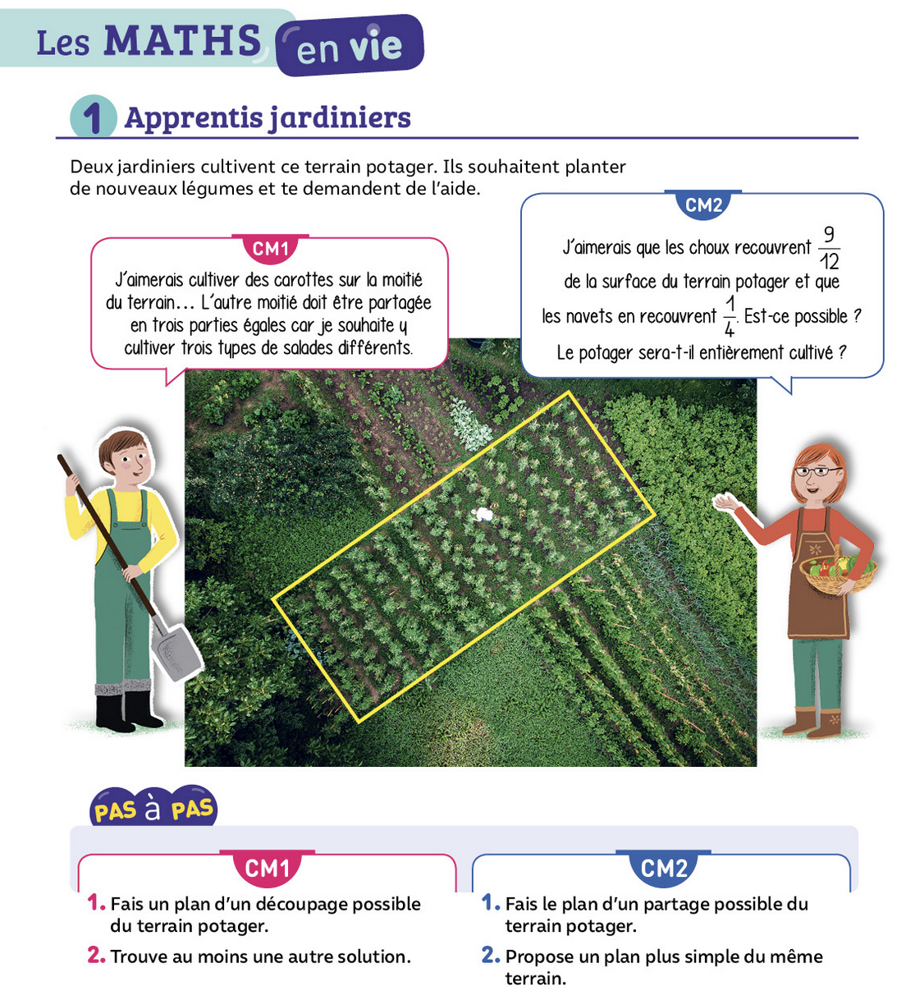 Les MATHS en vie
1 Apprentis jardiniers
Deux jardiniers cultivent ce terrain potager. Ils souhaitent planter
de nouveaux légumes et te demandent de l'aide.
CM1
J'aimerais cultiver des carottes sur la moitié
du terrain... L'autre moitié doit être partagée
en trois parties égales car je souhaite y
cultiver trois types de salades différents.
CM2
J'aimerais que les choux recouvrent 9/12
de la surface du terrain potager et que
les navets en recouvrent 1/4. Est-ce possible ?
Le potager sera-t-il entièrement cultivé ?
PAS à PAS
CM1
1. Fais un plan d'un découpage possible
du terrain potager.
2. Trouve au moins une autre solution.
CM2
1. Fais le plan d'un partage possible du
terrain potager.
2. Propose un plan plus simple du même
terrain.